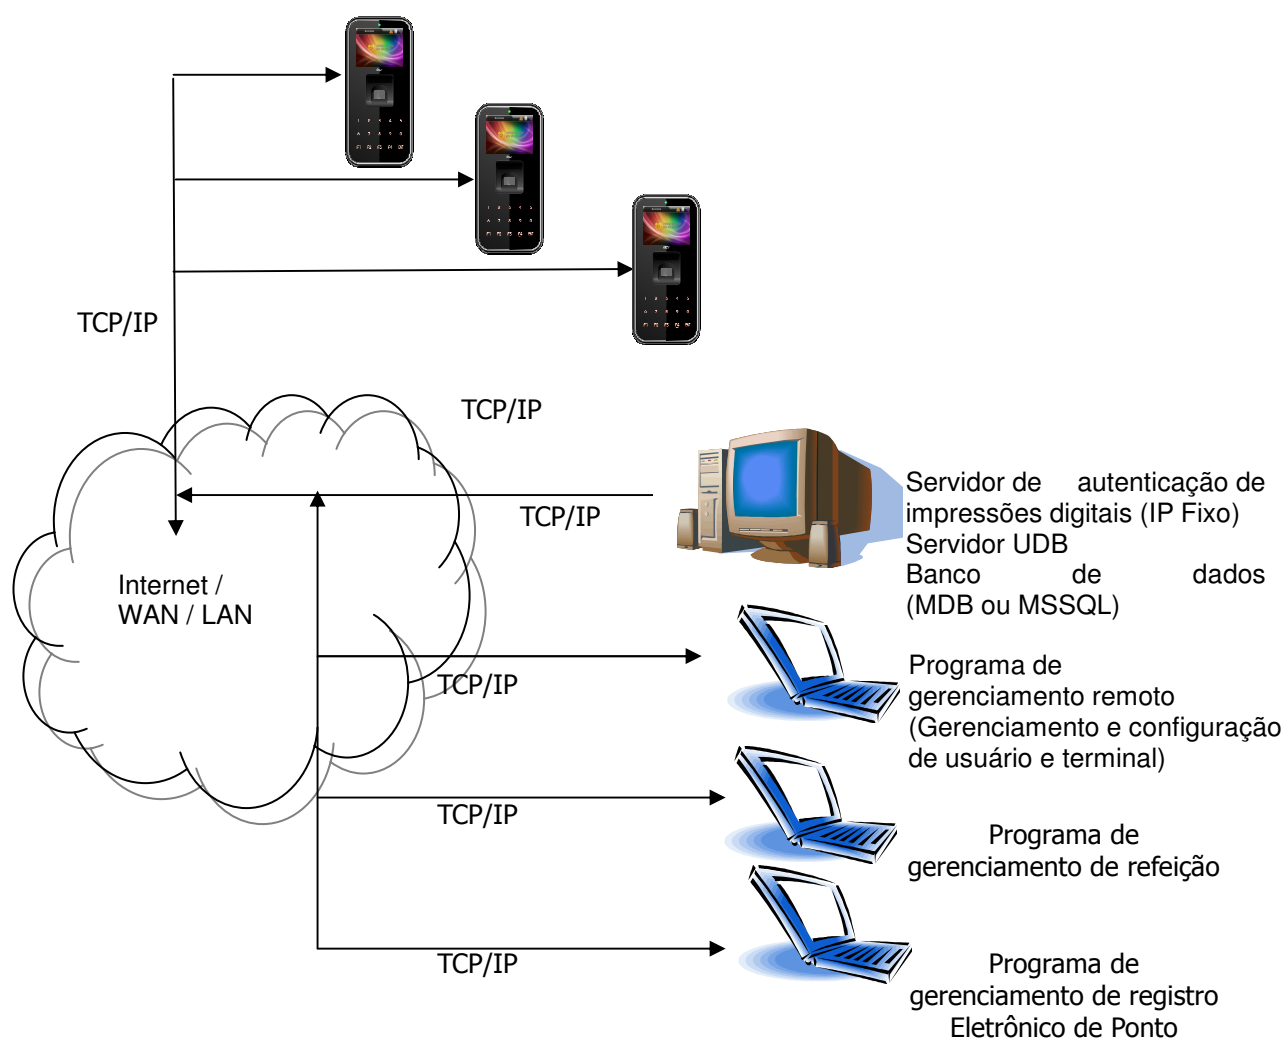 TCP/IP
TCP/IP
TCP/IP
Servidor de autenticação de
impressões digitais (IP Fixo)
Servidor UDB
Banco de dados
(MDB ou MSSQL)
Internet /
WAN / LAN
TCP/IP
Programa de
gerenciamento remoto
(Gerenciamento e configuração
de usuário e terminal)
TCP/IP
Programa de
gerenciamento de refeição
TCP/IP
Programa de
gerenciamento de registro
Eletrônico de Ponto